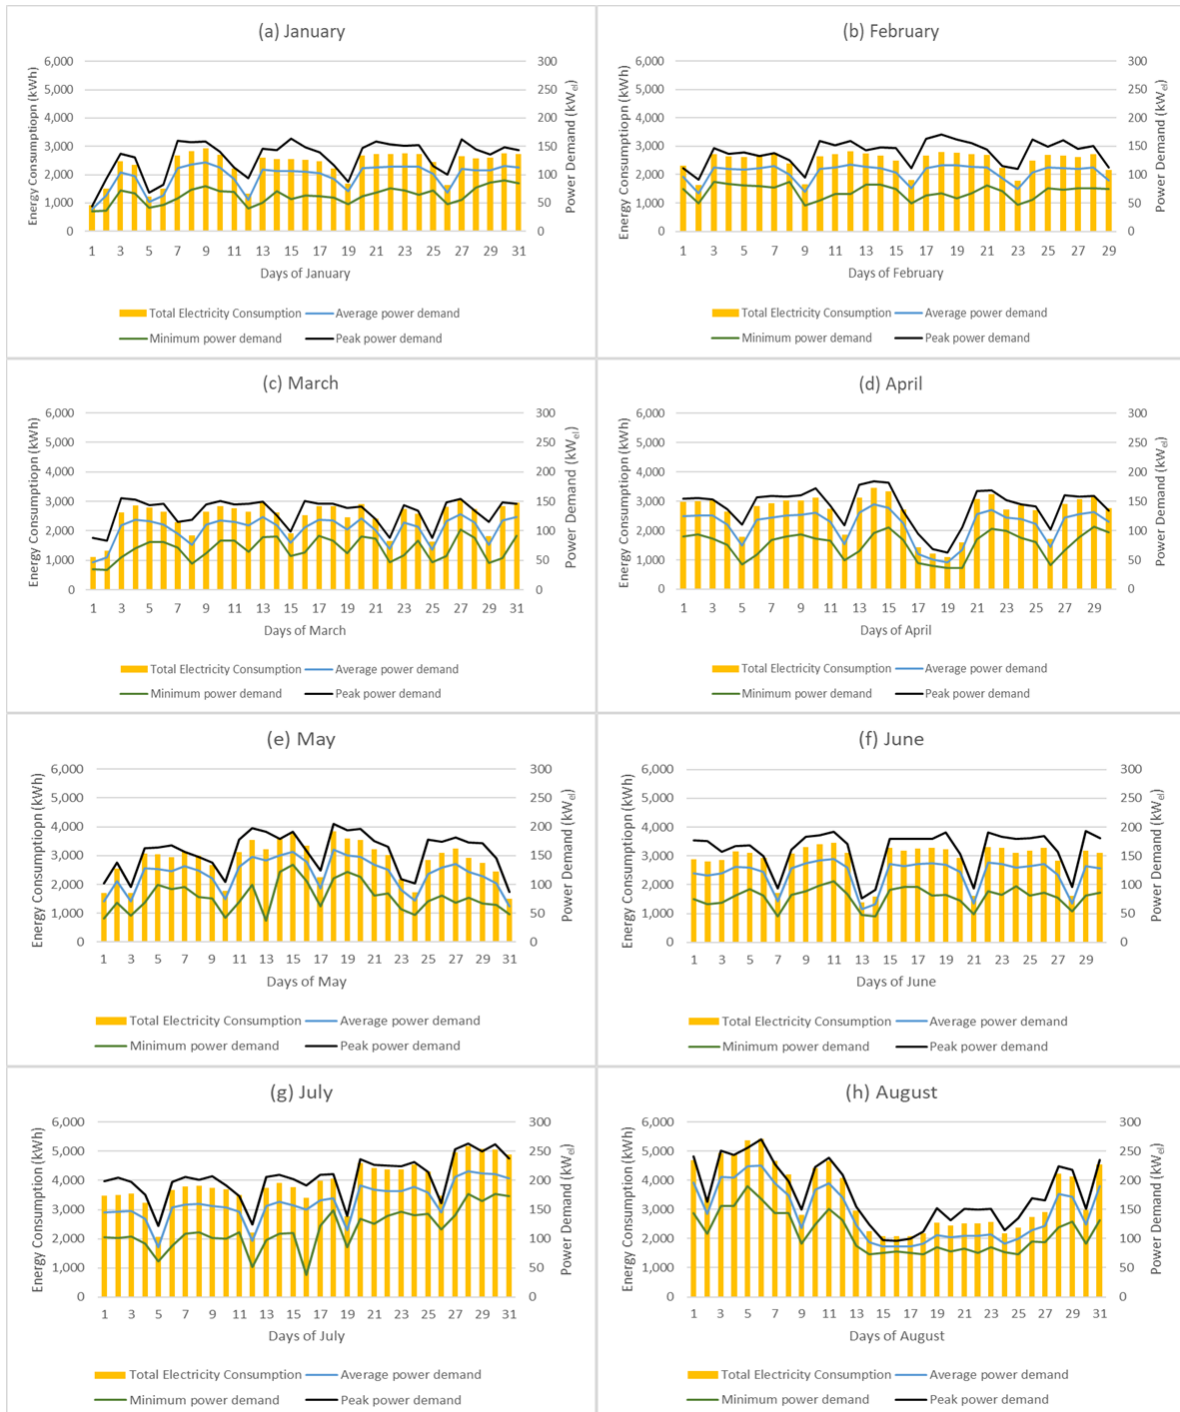 (a) January
Energy Consumptiopn (kWh)
6,000
5,000
4,000
3,000
2,000
1,000
0
300
250
200
150
100
50
0
Power Demand (kWel)
1 3 5 7 9 11 13 15 17 19 21 23 25 27 29 31
Days of January
Total Electricity Consumption
Average power demand
Minimum power demand
Peak power demand
(b) February
Energy Consumptiopn (kWh)
6,000
5,000
4,000
3,000
2,000
1,000
0
300
250
200
150
100
50
0
Power Demand (kWel)
1 3 5 7 9 11 13 15 17 19 21 23 25 27 29
Days of February
Total Electricity Consumption
Average power demand
Minimum power demand
Peak power demand
(c) March
Energy Consumptiopn (kWh)
6,000
5,000
4,000
3,000
2,000
1,000
0
300
250
200
150
100
50
0
Power Demand (kWel)
1 3 5 7 9 11 13 15 17 19 21 23 25 27 29 31
Days of March
Total Electricity Consumption
Average power demand
Minimum power demand
Peak power demand
(d) April
Energy Consumptiopn (kWh)
6,000
5,000
4,000
3,000
2,000
1,000
0
300
250
200
150
100
50
0
Power Demand (kWel)
1 3 5 7 9 11 13 15 17 19 21 23 25 27 29
Days of April
Total Electricity Consumption
Average power demand
Minimum power demand
Peak power demand
(e) May
Energy Consumptiopn (kWh)
6,000
5,000
4,000
3,000
2,000
1,000
0
300
250
200
150
100
50
0
Power Demand (kWel)
1 3 5 7 9 11 13 15 17 19 21 23 25 27 29 31
Days of May
Total Electricity Consumption
Average power demand
Minimum power demand
Peak power demand
(f) June
Energy Consumptiopn (kWh)
6,000
5,000
4,000
3,000
2,000
1,000
0
300
250
200
150
100
50
0
Power Demand (kWel)
1 3 5 7 9 11 13 15 17 19 21 23 25 27 29
Days of June
Total Electricity Consumption
Average power demand
Minimum power demand
Peak power demand
(g) July
Energy Consumptiopn (kWh)
6,000
5,000
4,000
3,000
2,000
1,000
0
300
250
200
150
100
50
0
Power Demand (kWel)
1 3 5 7 9 11 13 15 17 19 21 23 25 27 29 31
Days of July
Total Electricity Consumption
Average power demand
Minimum power demand
Peak power demand
(h) August
Energy Consumptiopn (kWh)
6,000
5,000
4,000
3,000
2,000
1,000
0
300
250
200
150
100
50
0
Power Demand (kWel)
1 3 5 7 9 11 13 15 17 19 21 23 25 27 29 31
Days of August
Total Electricity Consumption
Average power demand
Minimum power demand
Peak power demand